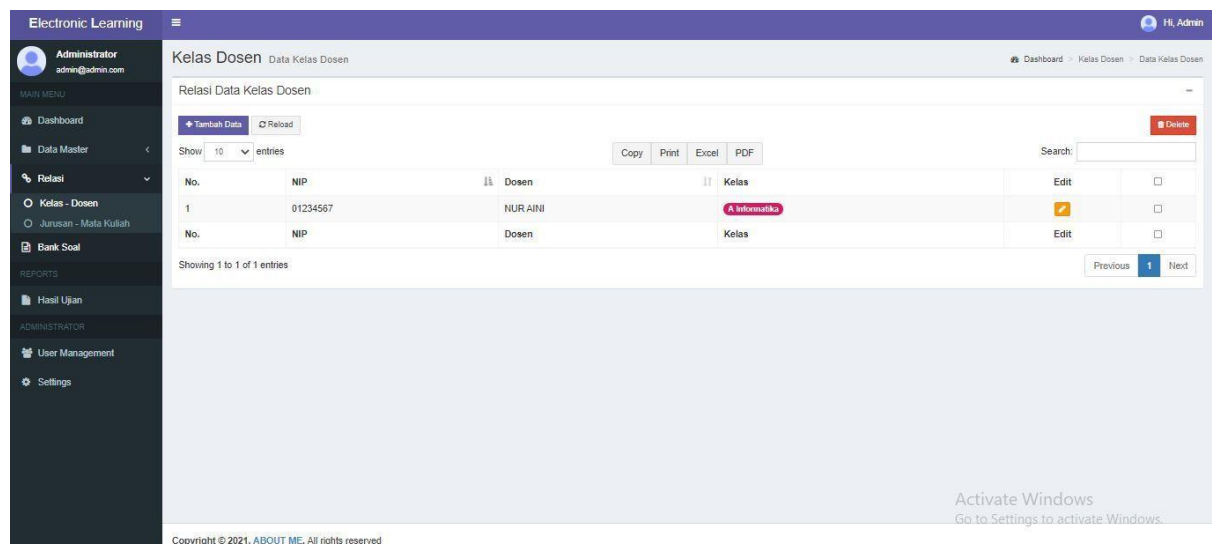 Electronic Learning
Hi, Admin
Administrator
admin@admin.com
MAIN MENU
Dashboard
Data Master
Relasi
Kelas - Dosen
Jurusan - Mata Kuliah
Bank Soal
REPORTS
Hasil Ujian
ADMINISTRATOR
User Management
Settings
Kelas Dosen Data Kelas Dosen
Dashboard > Kelas Dosen > Data Kelas Dosen
Relasi Data Kelas Dosen
Tambah Data Reload Delete
Show 10 entries Copy Print Excel PDF Search:
No. NIP Dosen Kelas Edit
1 01234567 NUR AINI A Informatika
No. NIP Dosen Kelas Edit
Showing 1 to 1 of 1 entries Previous 1 Next
Activate Windows
Go to Settings to activate Windows.
Copyright © 2021. ABOUT ME. All rights reserved